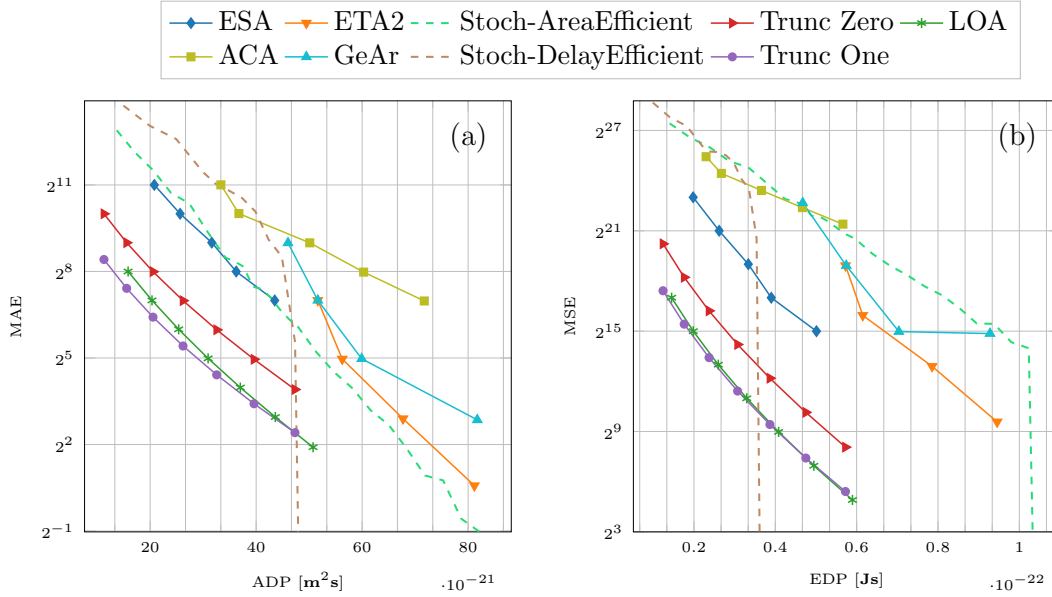 ESA ETA2 Stoch-AreaEfficient Trunc Zero LOA
ACA GeAr Stoch-DelayEfficient Trunc One
(a)
MAE
2^11
2^8
2^5
2^2
2^−1
20 40 60 80
ADP [m^2s]
·10^−21
(b)
MSE
2^27
2^21
2^15
2^9
2^3
0.2 0.4 0.6 0.8 1
EDP [Js]
·10^−22